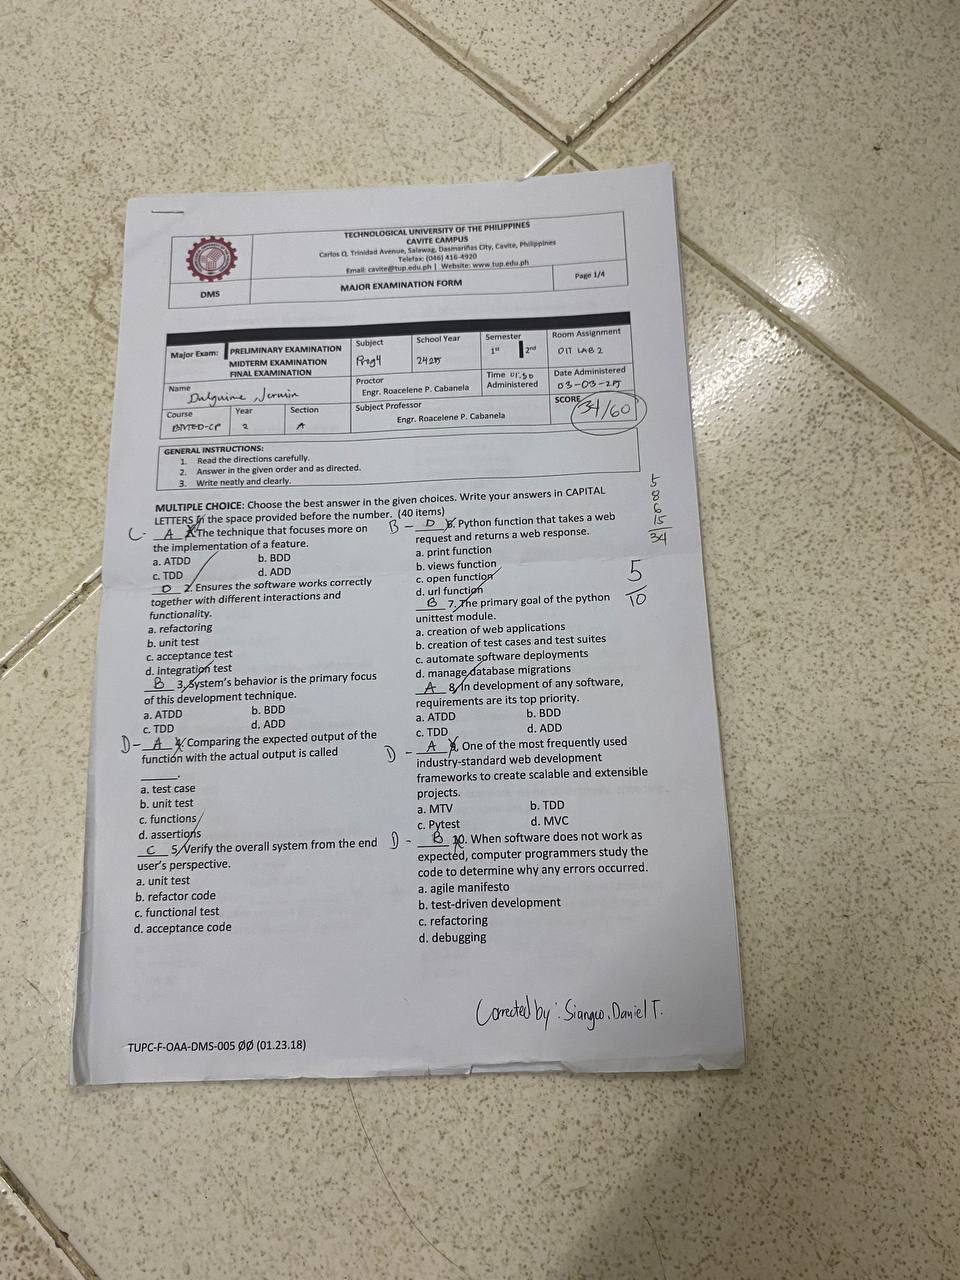 TECHNOLOGICAL UNIVERSITY OF THE PHILIPPINES
CAVITE CAMPUS
Carlos Q. Trinidad Avenue, Salawag, Dasmariñas City, Cavite, Philippines
Telefax: (046) 416-4920
Email: cavite@tup.edu.ph | Website: www.tup.edu.ph
DMS
MAJOR EXAMINATION FORM
Page 1/4
Major Exam:
PRELIMINARY EXAMINATION
MIDTERM EXAMINATION
FINAL EXAMINATION
Subject
Prog4
School Year
2425
Semester
1st 2nd
Room Assignment
DIT LAB 2
Name
Dulguime, Jermin
Proctor
Engr. Roacelene P. Cabanela
Time 01:30
Administered
Date Administered
03-03-25
Course
BNTED-CP
Year
2
Section
A
Subject Professor
Engr. Roacelene P. Cabanela
SCORE
34/60
GENERAL INSTRUCTIONS:
1. Read the directions carefully.
2. Answer in the given order and as directed.
3. Write neatly and clearly.
MULTIPLE CHOICE: Choose the best answer in the given choices. Write your answers in CAPITAL
LETTERS in the space provided before the number. (40 items)
C- A 1. The technique that focuses more on
the implementation of a feature.
a. ATDD b. BDD
c. TDD d. ADD
D 2. Ensures the software works correctly
together with different interactions and
functionality.
a. refactoring
b. unit test
c. acceptance test
d. integration test
B 3. System's behavior is the primary focus
of this development technique.
a. ATDD b. BDD
c. TDD d. ADD
D- A 4. Comparing the expected output of the
function with the actual output is called
______.
a. test case
b. unit test
c. functions
d. assertions
C 5. Verify the overall system from the end
user's perspective.
a. unit test
b. refactor code
c. functional test
d. acceptance code
B- D 6. Python function that takes a web
request and returns a web response.
a. print function
b. views function
c. open function
d. url function
B 7. The primary goal of the python
unittest module.
a. creation of web applications
b. creation of test cases and test suites
c. automate software deployments
d. manage database migrations
A 8. In development of any software,
requirements are its top priority.
a. ATDD b. BDD
c. TDD d. ADD
D- A 9. One of the most frequently used
industry-standard web development
frameworks to create scalable and extensible
projects.
a. MTV b. TDD
c. Pytest d. MVC
D- B 10. When software does not work as
expected, computer programmers study the
code to determine why any errors occurred.
a. agile manifesto
b. test-driven development
c. refactoring
d. debugging
5
8
6
15
34
5
10
Corrected by: Siangco, Daniel T.
TUPC-F-OAA-DMS-005 ØØ (01.23.18)